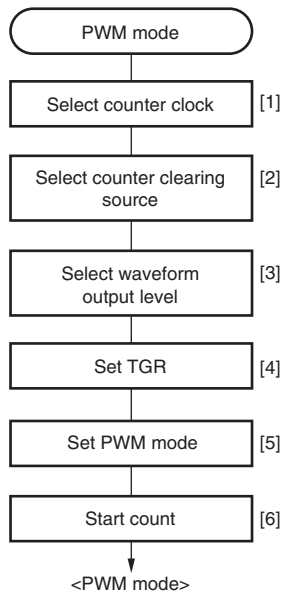 PWM mode
Select counter clock [1]
Select counter clearing [2]
source
Select waveform [3]
output level
Set TGR [4]
Set PWM mode [5]
Start count [6]
<PWM mode>